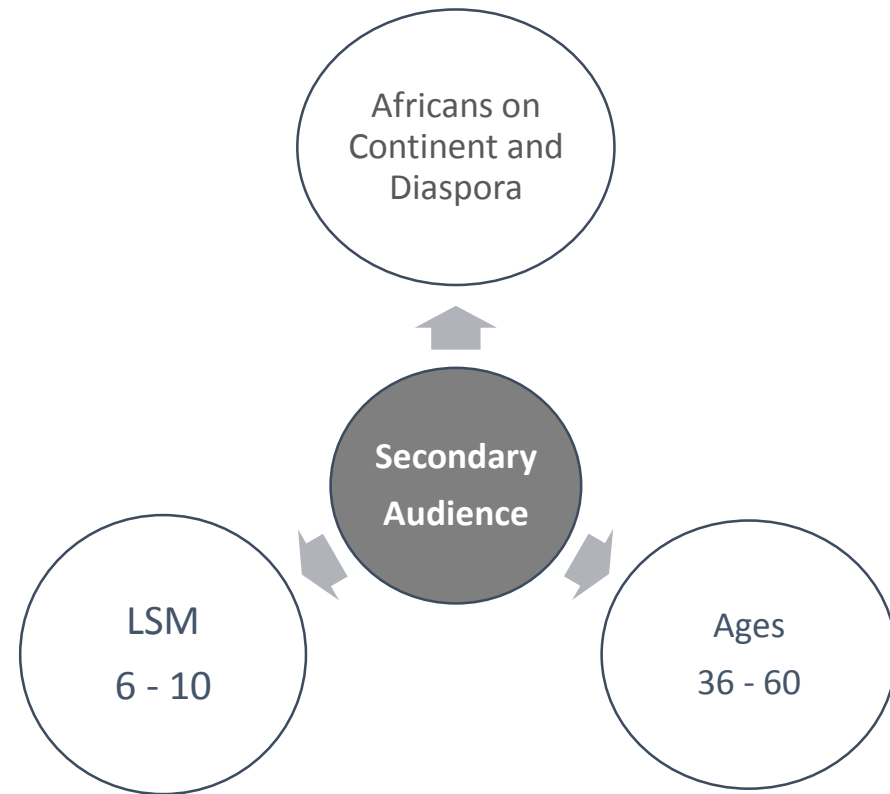 Africans on
Continent and
Diaspora
Secondary
Audience
LSM
6 - 10
Ages
36 - 60